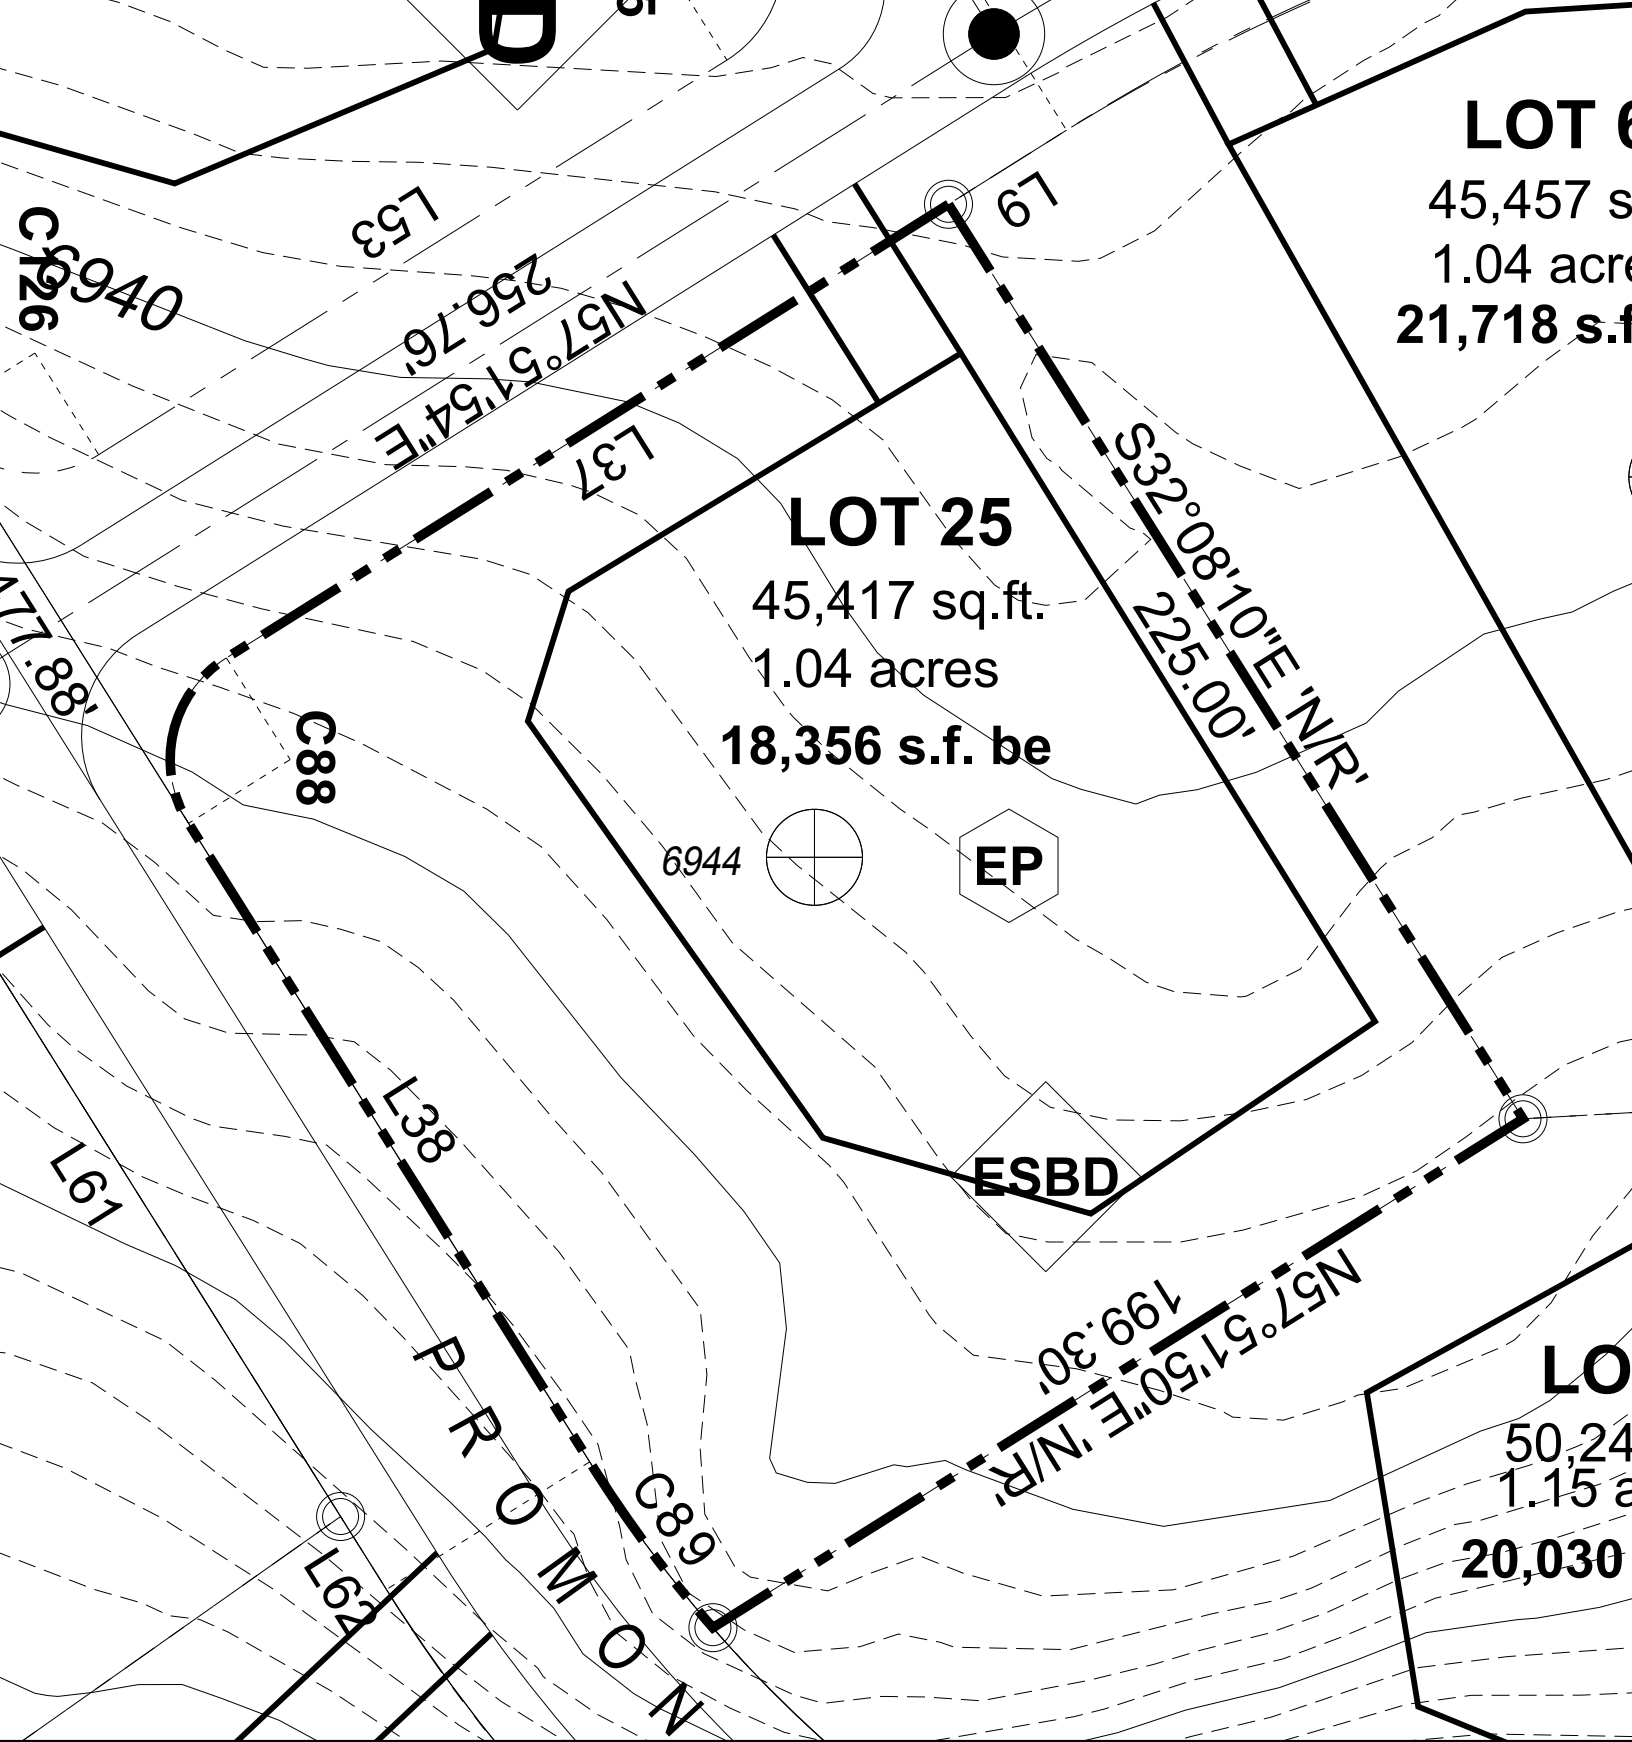 D
LOT 6
45,457 s
1.04 acre
21,718 s.f
L9
L53
6940
256.76'
N57°51'54"E
L37
LOT 25
45,417 sq.ft.
1.04 acres
18,356 s.f. be
6944
EP
ESBD
S32°08'10"E 'N/R'
225.00'
77.88'
C88
L38
L61
199.30'
N57°51'50"E 'N/R'
C89
L62
PROMON
LO
50,24
1.15 a
20,030